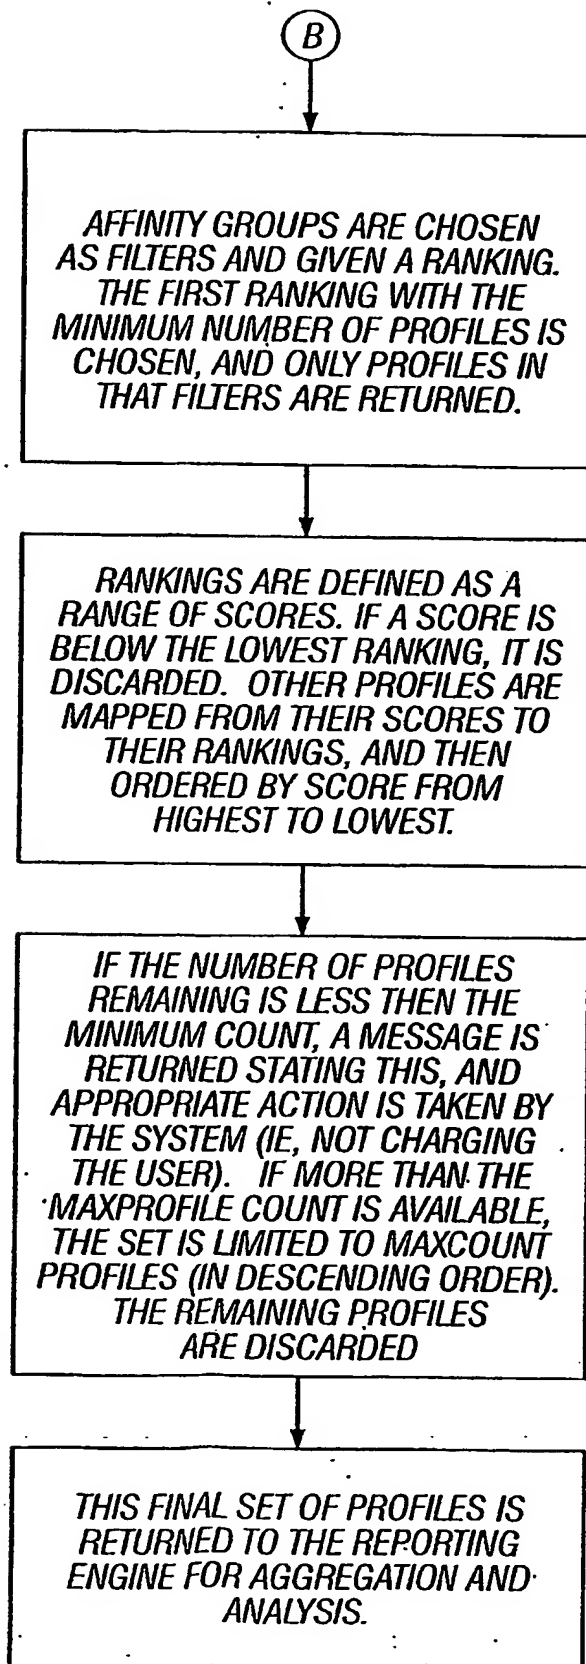 B
AFFINITY GROUPS ARE CHOSEN
AS FILTERS AND GIVEN A RANKING.
THE FIRST RANKING WITH THE
MINIMUM NUMBER OF PROFILES IS
CHOSEN, AND ONLY PROFILES IN
THAT FILTERS ARE RETURNED.
RANKINGS ARE DEFINED AS A
RANGE OF SCORES. IF A SCORE IS
BELOW THE LOWEST RANKING, IT IS
DISCARDED. OTHER PROFILES ARE
MAPPED FROM THEIR SCORES TO
THEIR RANKINGS, AND THEN
ORDERED BY SCORE FROM
HIGHEST TO LOWEST.
IF THE NUMBER OF PROFILES
REMAINING IS LESS THEN THE
MINIMUM COUNT, A MESSAGE IS
RETURNED STATING THIS, AND
APPROPRIATE ACTION IS TAKEN BY
THE SYSTEM (IE, NOT CHARGING
THE USER). IF MORE THAN THE
MAXPROFILE COUNT IS AVAILABLE,
THE SET IS LIMITED TO MAXCOUNT
PROFILES (IN DESCENDING ORDER).
THE REMAINING PROFILES
ARE DISCARDED
THIS FINAL SET OF PROFILES IS
RETURNED TO THE REPORTING
ENGINE FOR AGGREGATION AND
ANALYSIS.